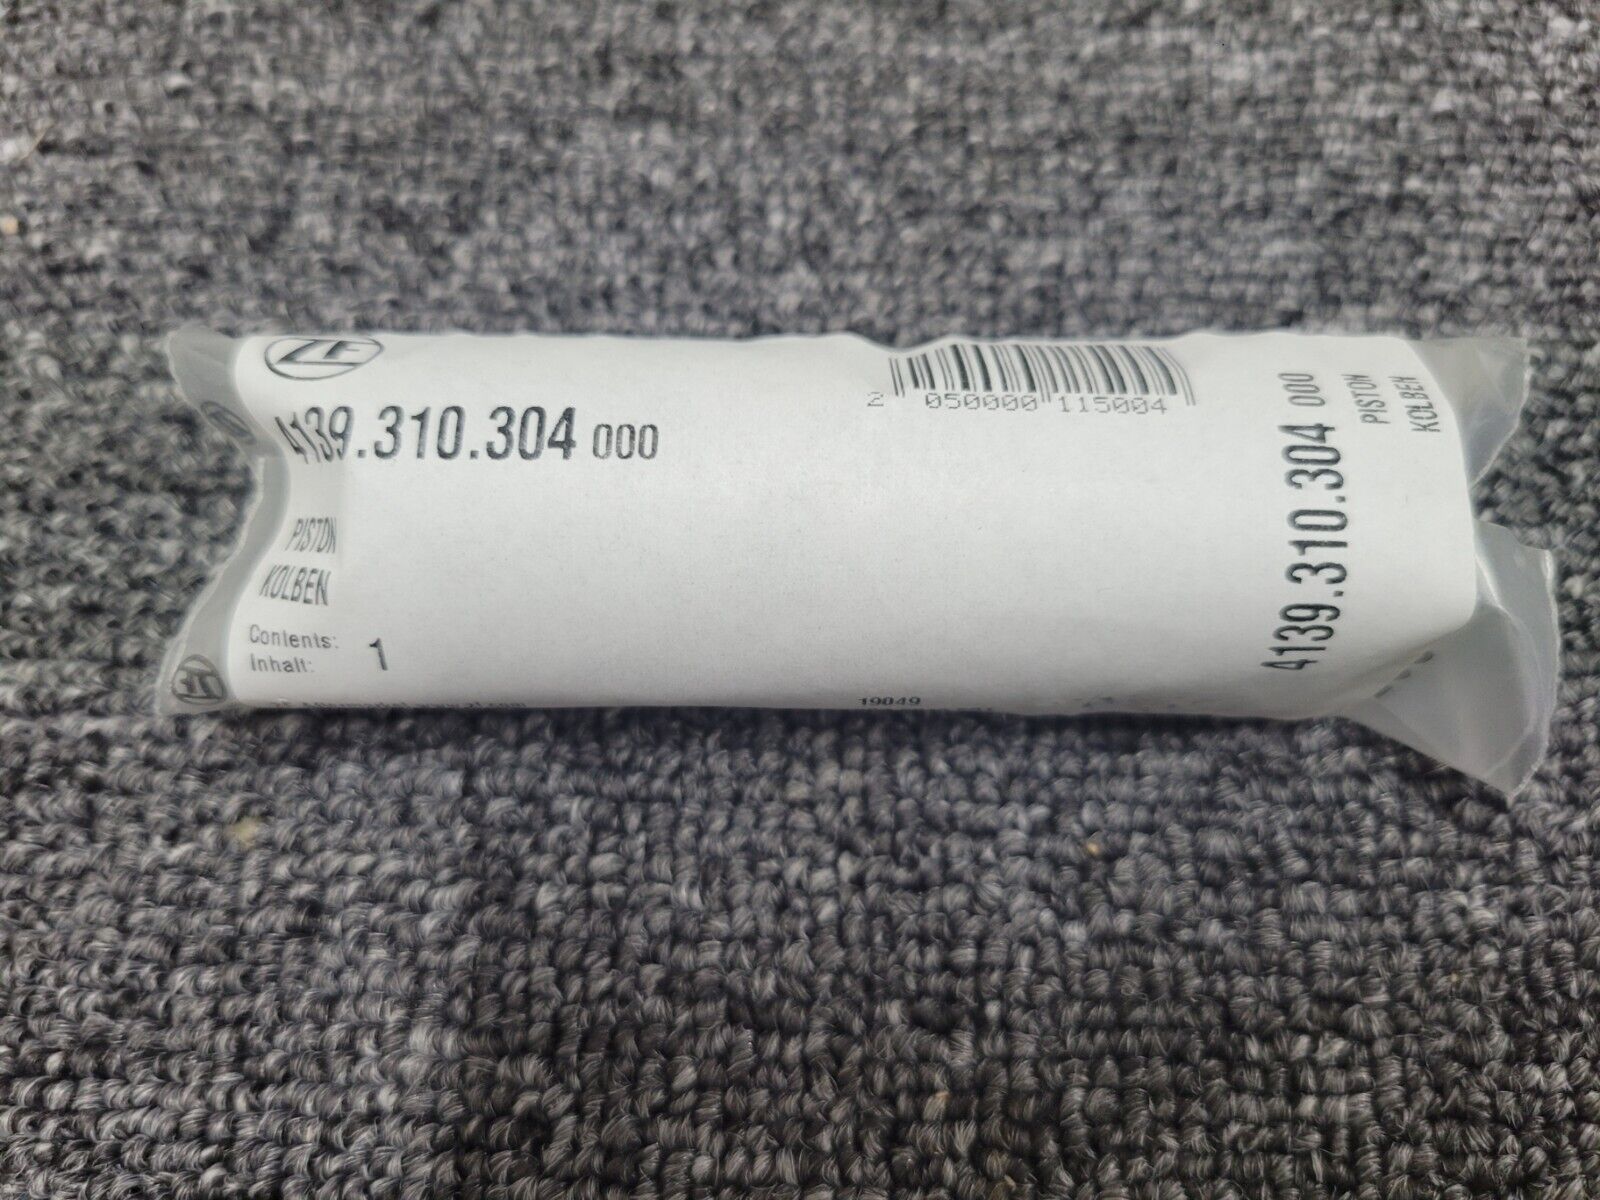 ZF
4139.310.304 000
PISTON
KOLBEN
Contents:
Inhalt: 1
2 050000 115004
19849
4139.310.304 000
PISTON
KOLBEN